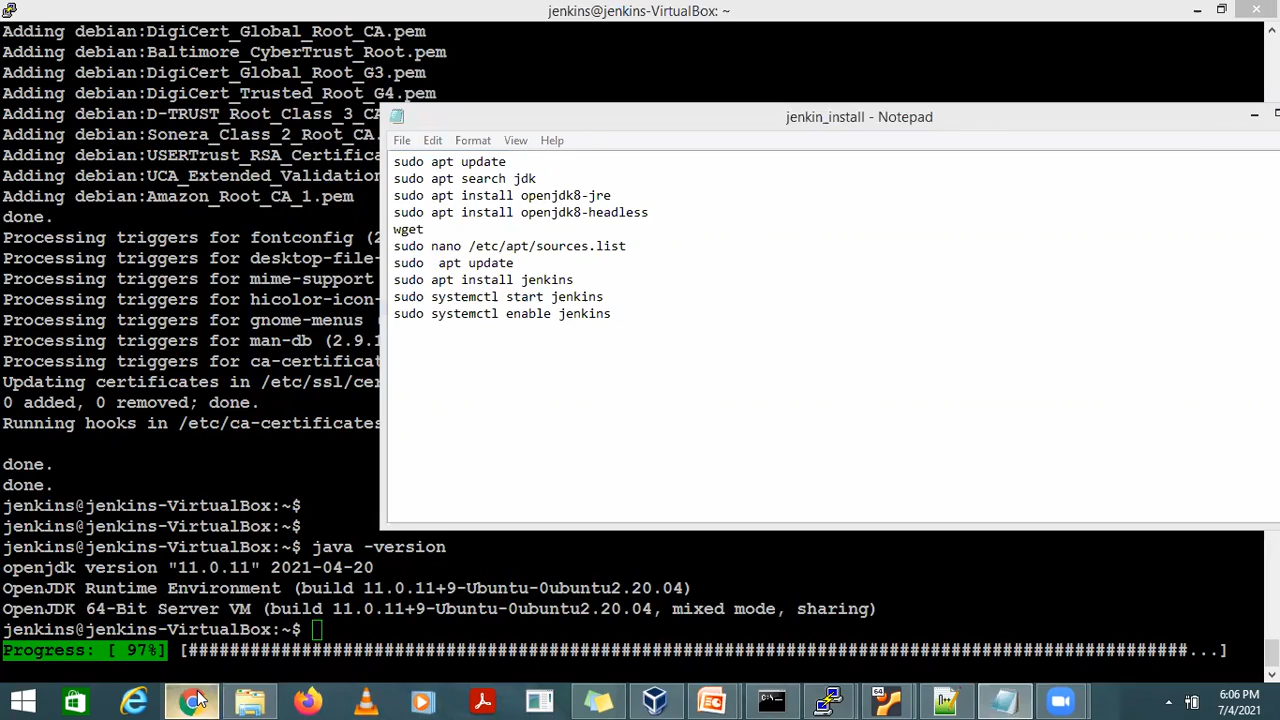 jenkins@jenkins-VirtualBox: ~
Adding debian:DigiCert_Global_Root_CA.pem
Adding debian:Baltimore_CyberTrust_Root.pem
Adding debian:DigiCert_Global_Root_G3.pem
Adding debian:DigiCert_Trusted_Root_G4.pem
Adding debian:D-TRUST_Root_Class_3_CA
Adding debian:Sonera_Class_2_Root_CA.
Adding debian:USERTrust_RSA_Certifica
Adding debian:UCA_Extended_Validation
Adding debian:Amazon_Root_CA_1.pem
done.
Processing triggers for fontconfig (2
Processing triggers for desktop-file-
Processing triggers for mime-support
Processing triggers for hicolor-icon-
Processing triggers for gnome-menus (
Processing triggers for man-db (2.9.1
Processing triggers for ca-certificat
Updating certificates in /etc/ssl/cer
0 added, 0 removed; done.
Running hooks in /etc/ca-certificates
done.
done.
jenkins@jenkins-VirtualBox:~$
jenkins@jenkins-VirtualBox:~$
jenkins@jenkins-VirtualBox:~$ java -version
openjdk version "11.0.11" 2021-04-20
OpenJDK Runtime Environment (build 11.0.11+9-Ubuntu-0ubuntu2.20.04)
OpenJDK 64-Bit Server VM (build 11.0.11+9-Ubuntu-0ubuntu2.20.04, mixed mode, sharing)
jenkins@jenkins-VirtualBox:~$
Progress: [ 97%] [##################################################################################################...]
jenkin_install - Notepad
File Edit Format View Help
sudo apt update
sudo apt search jdk
sudo apt install openjdk8-jre
sudo apt install openjdk8-headless
wget
sudo nano /etc/apt/sources.list
sudo  apt update
sudo apt install jenkins
sudo systemctl start jenkins
sudo systemctl enable jenkins
64
6:06 PM
7/4/2021